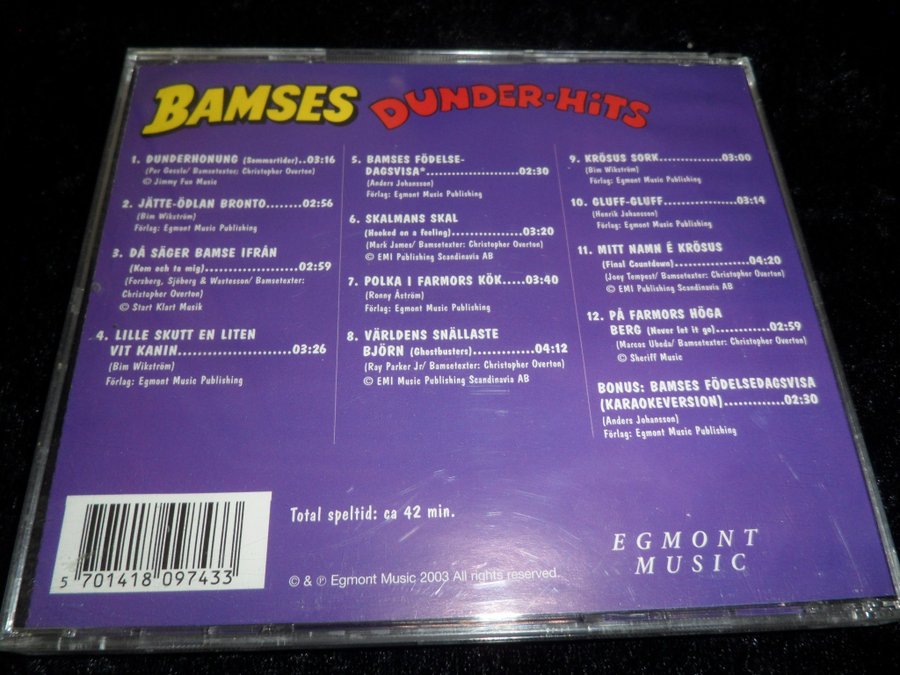 BAMSES DUNDER-HITS
1. DUNDERHONUNG (Sommartider)..03:16
(Per Gessle/ Bamsetexter: Christopher Overton)
© Jimmy Fun Music
2. JÄTTE-ÖDLAN BRONTO.......02:56
(Bim Wikström)
Förlag: Egmont Music Publishing
3. DÅ SÄGER BAMSE IFRÅN
(Kom och ta mig)..................02:59
(Forsberg, Sjöberg & Wastesson/ Bamsetexter:
Christopher Overton)
© Start Klart Musik
4. LILLE SKUTT EN LITEN
VIT KANIN......................03:26
(Bim Wikström)
Förlag: Egmont Music Publishing
5. BAMSES FÖDELSE-
DAGSVISA*..................02:30
(Anders Johansson)
Förlag: Egmont Music Publishing
6. SKALMANS SKAL
(Hooked on a feeling)..............03:20
(Mark James/ Bamsetexter: Christopher Overton)
© EMI Publishing Scandinavia AB
7. POLKA I FARMORS KÖK.....03:40
(Ronny Åström)
Förlag: Egmont Musik
8. VÄRLDENS SNÄLLASTE
BJÖRN (Ghostbusters)..............04:12
(Ray Parker Jr/ Bamsetexter: Christopher Overton)
© EMI Music Publishing Scandinavia AB
9. KRÖSUS SORK...............03:00
(Bim Wikström)
Förlag: Egmont Music Publishing
10. GLUFF-GLUFF.................03:14
(Henrik Johansson)
Förlag: Egmont Music Publishing
11. MITT NAMN É KRÖSUS
(Final Countdown)..................04:20
(Joey Tempest/ Bamsetexter: Christopher Overton)
© EMI Publishing Scandinavia AB
12. PÅ FARMORS HÖGA
BERG (Never let it go)............02:59
(Marcos Ubeda/ Bamsetexter: Christopher Overton)
© Sheriff Music
BONUS: BAMSES FÖDELSEDAGSVISA
(KARAOKEVERSION)............02:30
(Anders Johansson)
Förlag: Egmont Music Publishing
Total speltid: ca 42 min.
5 701418 097433
© & ℗ Egmont Music 2003 All rights reserved.
EGMONT
MUSIC